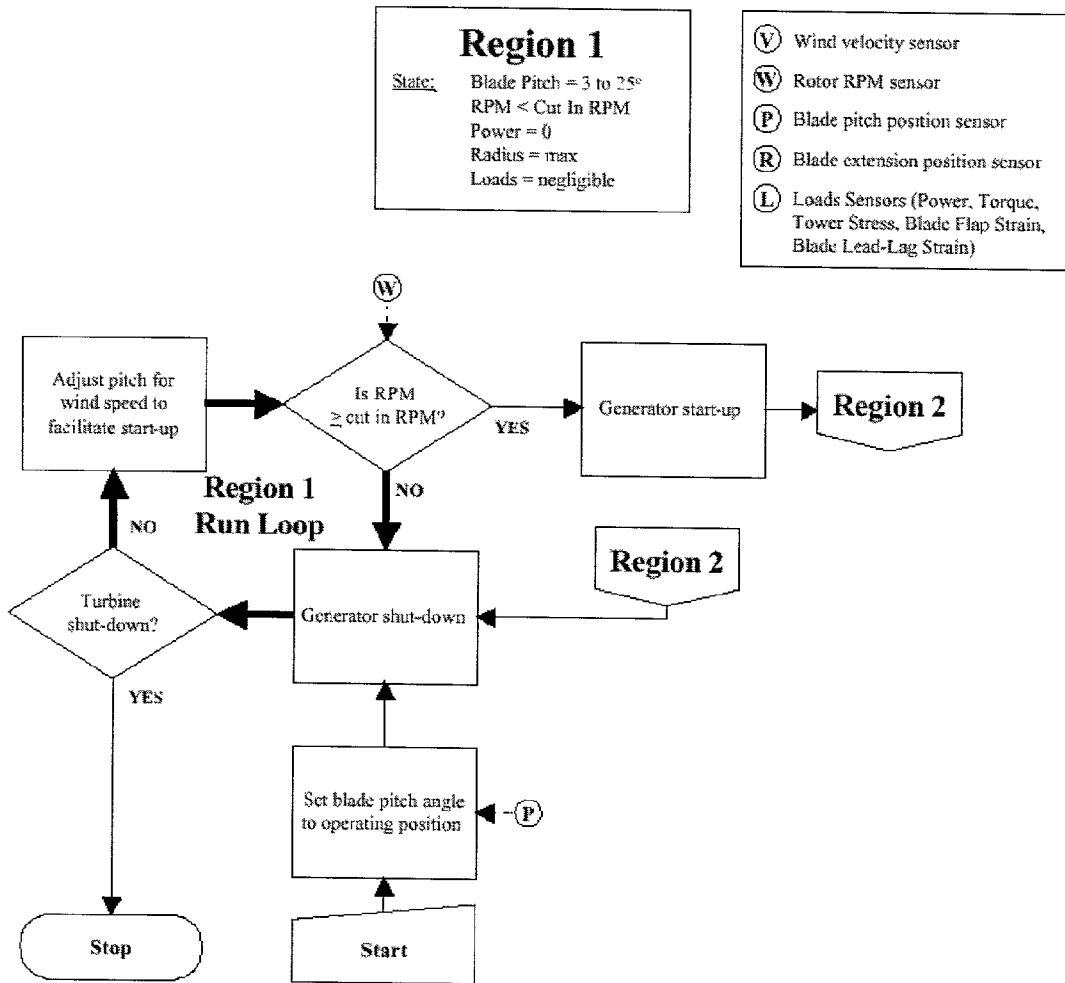 Region 1
State: Blade Pitch = 3 to 25°
RPM < Cut In RPM
Power = 0
Radius = max
Loads = negligible
V Wind velocity sensor
W Rotor RPM sensor
P Blade pitch position sensor
R Blade extension position sensor
L Loads Sensors (Power, Torque,
Tower Stress, Blade Flap Strain,
Blade Lead-Lag Strain)
W
Adjust pitch for
wind speed to
facilitate start-up
Is RPM
≥ cut in RPM?
YES
Generator start-up
Region 2
NO
Region 1
Run Loop
NO
Region 2
Turbine
shut-down?
Generator shut-down
YES
Set blade pitch angle
to operating position
P
Stop
Start